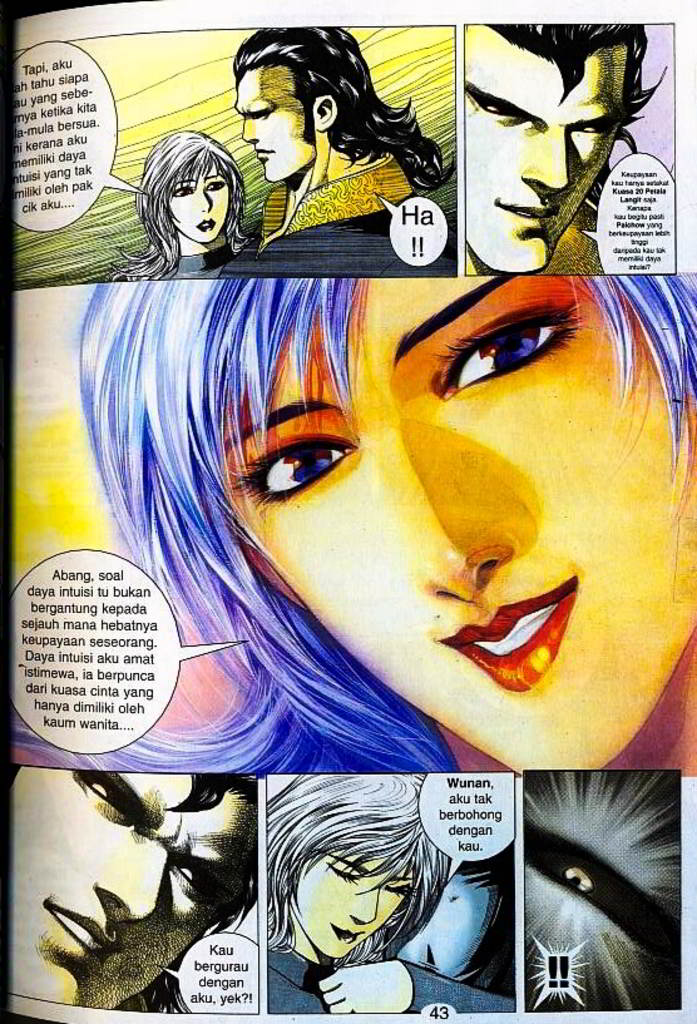 Tapi, aku
ah tahu siapa
au yang sebe-
nya ketika kita
la-mula bersua.
ni kerana aku
memiliki daya
ntuisi yang tak
miliki oleh pak
cik aku....
Ha
!!
Keupayaan
kau hanya setakat
Kuasa 20 Petala
Langit saja.
Kenapa
kau begitu pasti
Paichow yang
berkeupayaan lebih
tinggi
daripada kau tak
memiliki daya
intuisi?
Abang, soal
daya intuisi tu bukan
bergantung kepada
sejauh mana hebatnya
keupayaan seseorang.
Daya intuisi aku amat
istimewa, ia berpunca
dari kuasa cinta yang
hanya dimiliki oleh
kaum wanita....
Kau
bergurau
dengan
aku, yek?!
Wunan,
aku tak
berbohong
dengan
kau.
!!
43